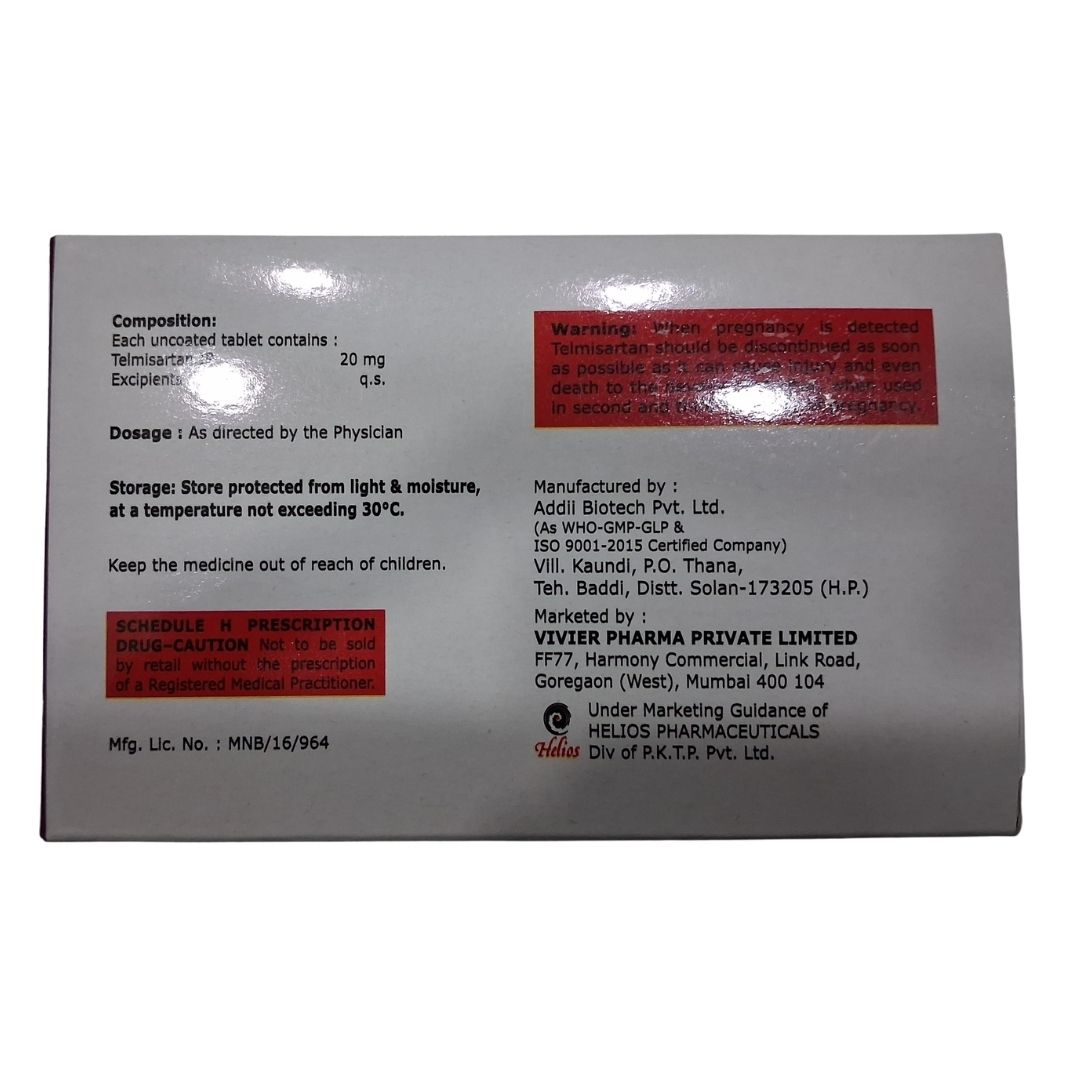 Composition:
Each uncoated tablet contains :
Telmisartan 20 mg
Excipients q.s.
Dosage : As directed by the Physician
Storage: Store protected from light & moisture,
at a temperature not exceeding 30°C.
Keep the medicine out of reach of children.
SCHEDULE H PRESCRIPTION
DRUG-CAUTION Not to be sold
by retail without the prescription
of a Registered Medical Practitioner.
Mfg. Lic. No. : MNB/16/964
Warning: When pregnancy is detected
Telmisartan should be discontinued as soon
as possible as it can cause injury and even
death to the when used
in second and pregnancy.
Manufactured by :
Addii Biotech Pvt. Ltd.
(As WHO-GMP-GLP &
ISO 9001-2015 Certified Company)
Vill. Kaundi, P.O. Thana,
Teh. Baddi, Distt. Solan-173205 (H.P.)
Marketed by :
VIVIER PHARMA PRIVATE LIMITED
FF77, Harmony Commercial, Link Road,
Goregaon (West), Mumbai 400 104
Under Marketing Guidance of
HELIOS PHARMACEUTICALS
Helios Div of P.K.T.P. Pvt. Ltd.